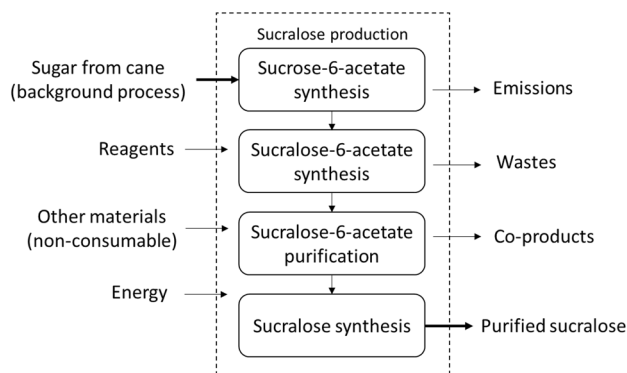 Sucralose production
Sugar from cane
(background process)
Sucrose-6-acetate
synthesis
Emissions
Reagents
Sucralose-6-acetate
synthesis
Wastes
Other materials
(non-consumable)
Sucralose-6-acetate
purification
Co-products
Energy
Sucralose synthesis
Purified sucralose